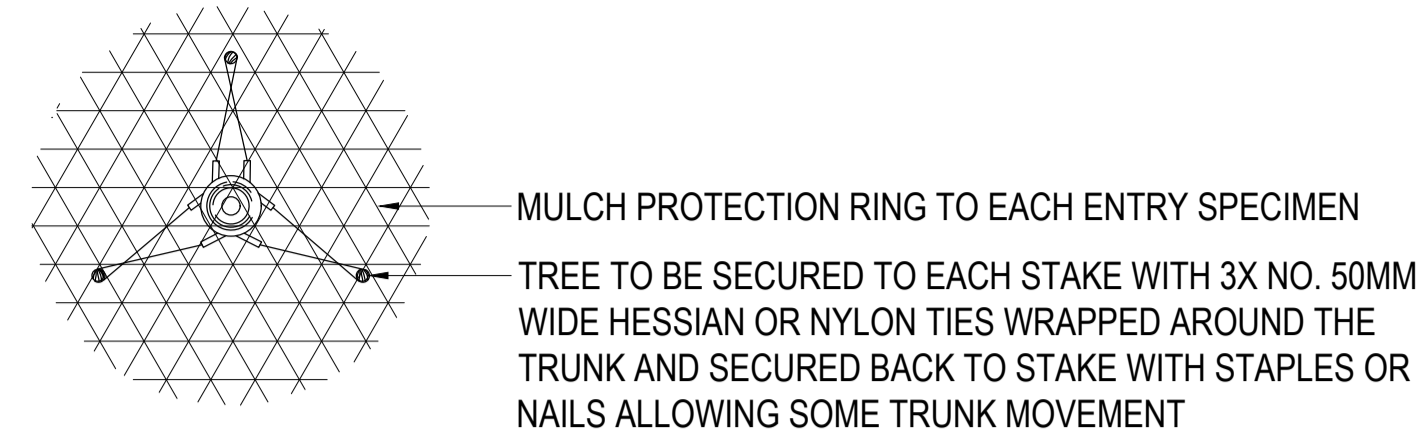 MULCH PROTECTION RING TO EACH ENTRY SPECIMEN
TREE TO BE SECURED TO EACH STAKE WITH 3X NO. 50MM
WIDE HESSIAN OR NYLON TIES WRAPPED AROUND THE
TRUNK AND SECURED BACK TO STAKE WITH STAPLES OR
NAILS ALLOWING SOME TRUNK MOVEMENT